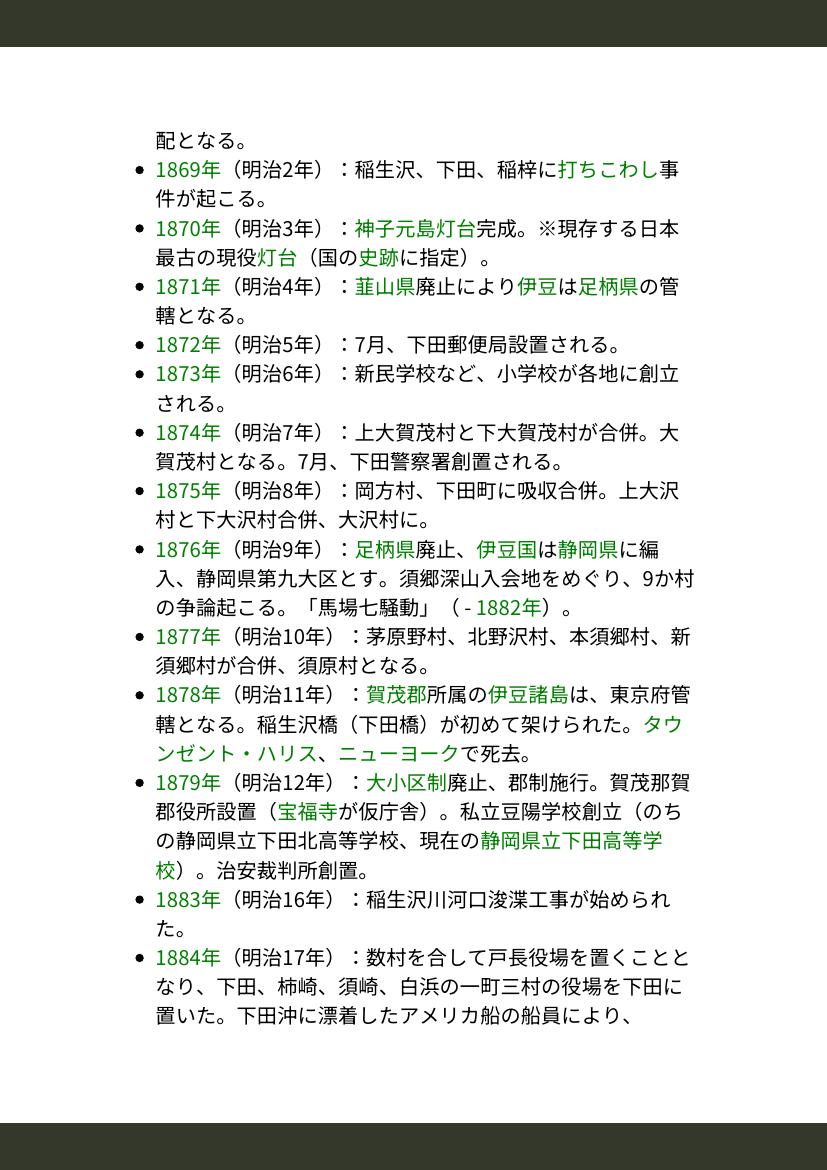 配となる。
• 1869年（明治2年）：稲生沢、下田、稲梓に打ちこわし事
件が起こる。
• 1870年（明治3年）：神子元島灯台完成。※現存する日本
最古の現役灯台（国の史跡に指定）。
• 1871年（明治4年）：韮山県廃止により伊豆は足柄県の管
轄となる。
• 1872年（明治5年）：7月、下田郵便局設置される。
• 1873年（明治6年）：新民学校など、小学校が各地に創立
される。
• 1874年（明治7年）：上大賀茂村と下大賀茂村が合併。大
賀茂村となる。7月、下田警察署創置される。
• 1875年（明治8年）：岡方村、下田町に吸収合併。上大沢
村と下大沢村合併、大沢村に。
• 1876年（明治9年）：足柄県廃止、伊豆国は静岡県に編
入、静岡県第九大区とす。須郷深山入会地をめぐり、9か村
の争論起こる。「馬場七騒動」（ - 1882年）。
• 1877年（明治10年）：茅原野村、北野沢村、本須郷村、新
須郷村が合併、須原村となる。
• 1878年（明治11年）：賀茂郡所属の伊豆諸島は、東京府管
轄となる。稲生沢橋（下田橋）が初めて架けられた。タウ
ンゼント・ハリス、ニューヨークで死去。
• 1879年（明治12年）：大小区制廃止、郡制施行。賀茂那賀
郡役所設置（宝福寺が仮庁舎）。私立豆陽学校創立（のち
の静岡県立下田北高等学校、現在の静岡県立下田高等学
校）。治安裁判所創置。
• 1883年（明治16年）：稲生沢川河口浚渫工事が始められ
た。
• 1884年（明治17年）：数村を合して戸長役場を置くことと
なり、下田、柿崎、須崎、白浜の一町三村の役場を下田に
置いた。下田沖に漂着したアメリカ船の船員により、